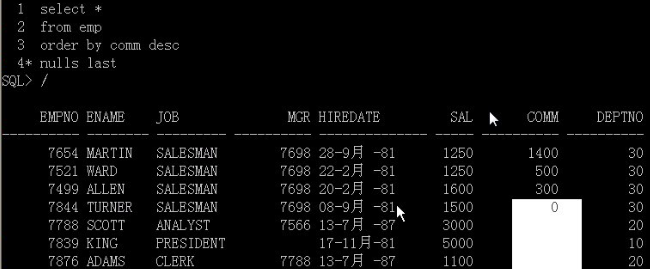 1 select *
2 from emp
3 order by comm desc
4* nulls last
SQL> /
EMPNO ENAME JOB MGR HIREDATE SAL COMM DEPTNO
---------- ---------- --------- ---------- -------------- ----- ---------- ----------
7654 MARTIN SALESMAN 7698 28-9月 -81 1250 1400 30
7521 WARD SALESMAN 7698 22-2月 -81 1250 500 30
7499 ALLEN SALESMAN 7698 20-2月 -81 1600 300 30
7844 TURNER SALESMAN 7698 08-9月 -81 1500 0 30
7788 SCOTT ANALYST 7566 13-7月 -87 3000 20
7839 KING PRESIDENT 17-11月-81 5000 10
7876 ADAMS CLERK 7788 13-7月 -87 1100 20